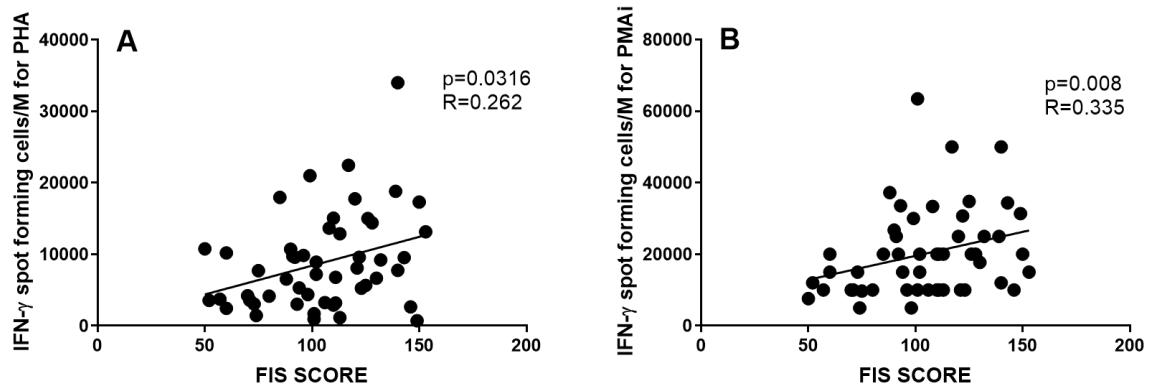 A
IFN-γ spot forming cells/M for PHA
40000
30000
20000
10000
0
p=0.0316
R=0.262
0 50 100 150 200
FIS SCORE
B
IFN-γ spot forming cells/M for PMAi
80000
60000
40000
20000
0
p=0.008
R=0.335
0 50 100 150 200
FIS SCORE